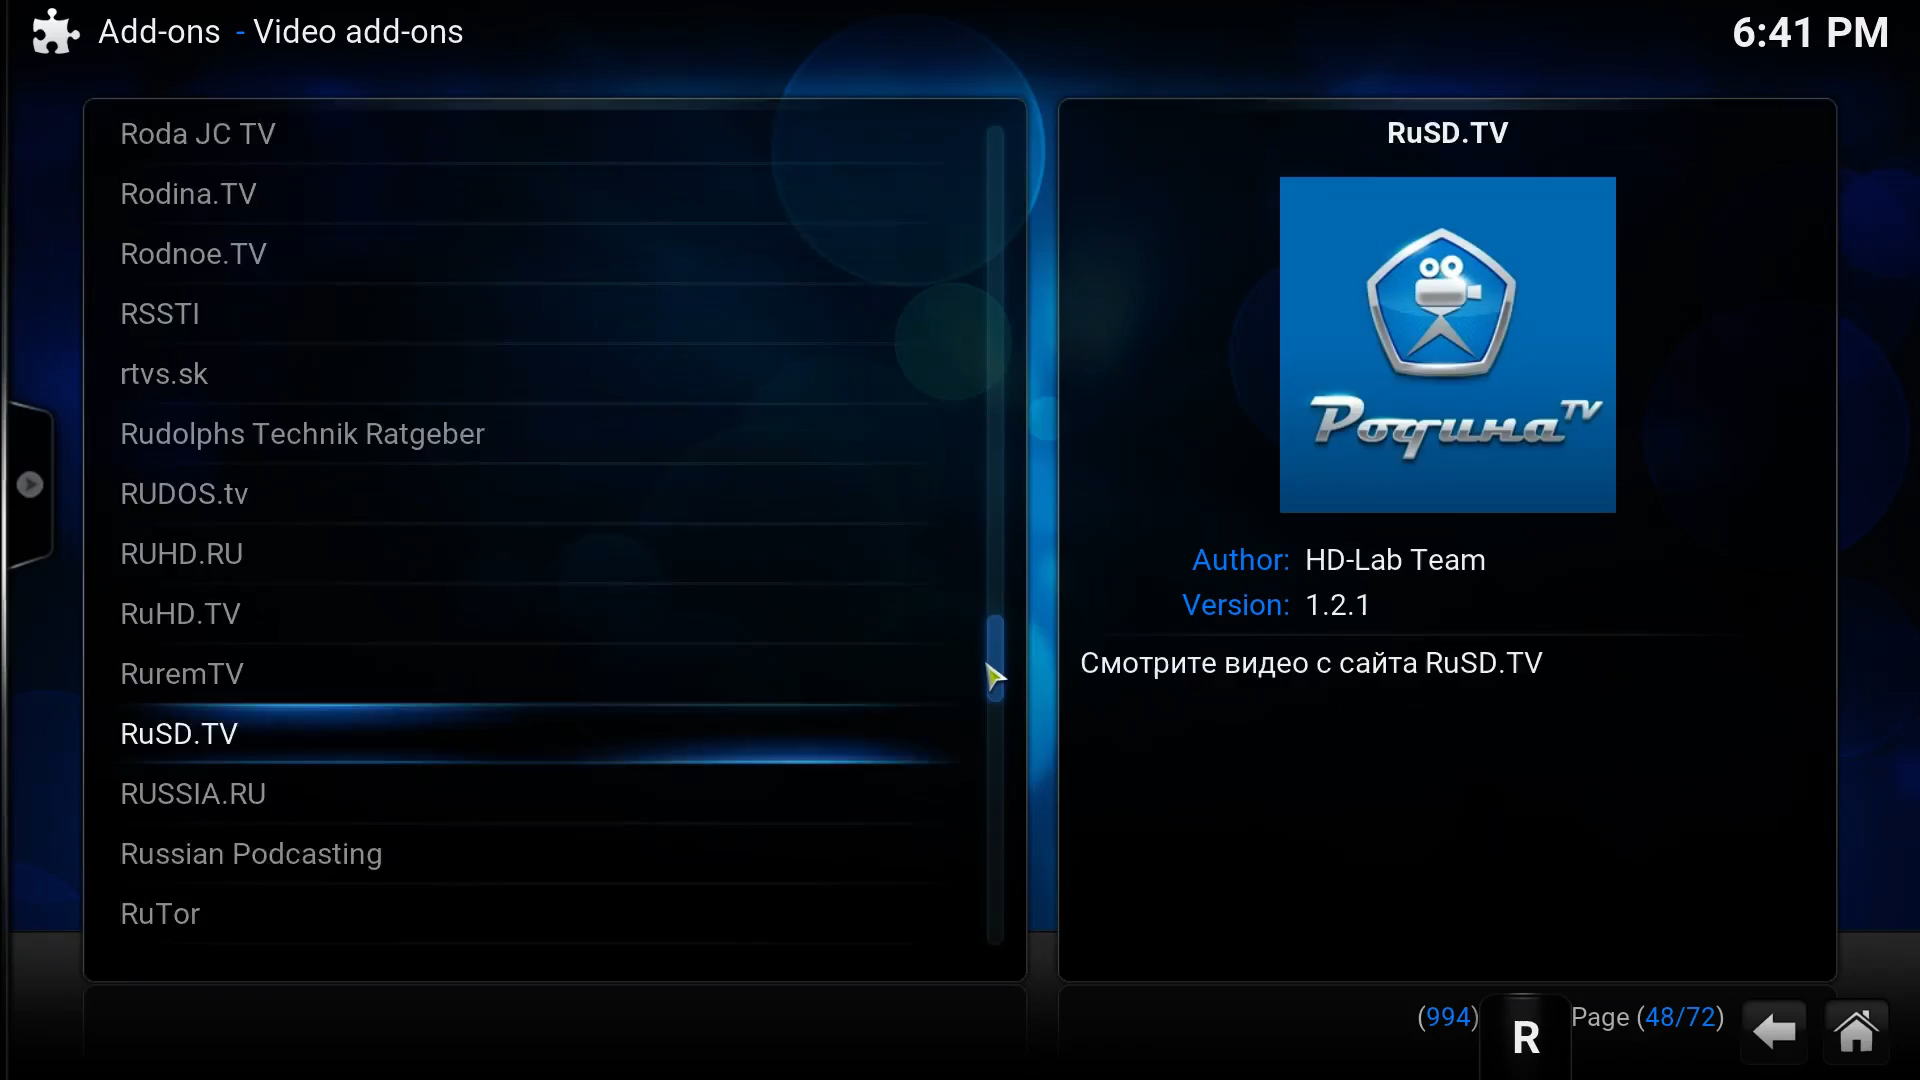 Add-ons - Video add-ons
6:41 PM
Roda JC TV
Rodina.TV
Rodnoe.TV
RSSTI
rtvs.sk
Rudolphs Technik Ratgeber
RUDOS.tv
RUHD.RU
RuHD.TV
RuremTV
RuSD.TV
RUSSIA.RU
Russian Podcasting
RuTor
RuSD.TV
Родина TV
Author: HD-Lab Team
Version: 1.2.1
Смотрите видео с сайта RuSD.TV
(994) R Page (48/72)